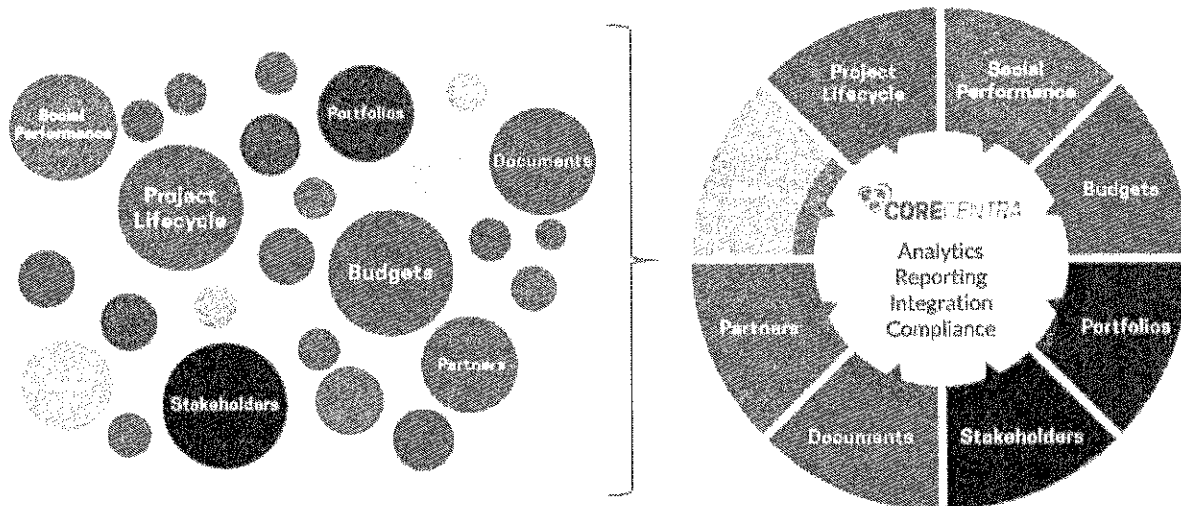 Social
Performance
Project
Lifecycle
Portfolios
Documents
Budgets
Partners
Stakeholders
Project
Lifecycle
Social
Performance
Budgets
Portfolios
Stakeholders
Documents
Partners
CORECENTRA
Analytics
Reporting
Integration
Compliance